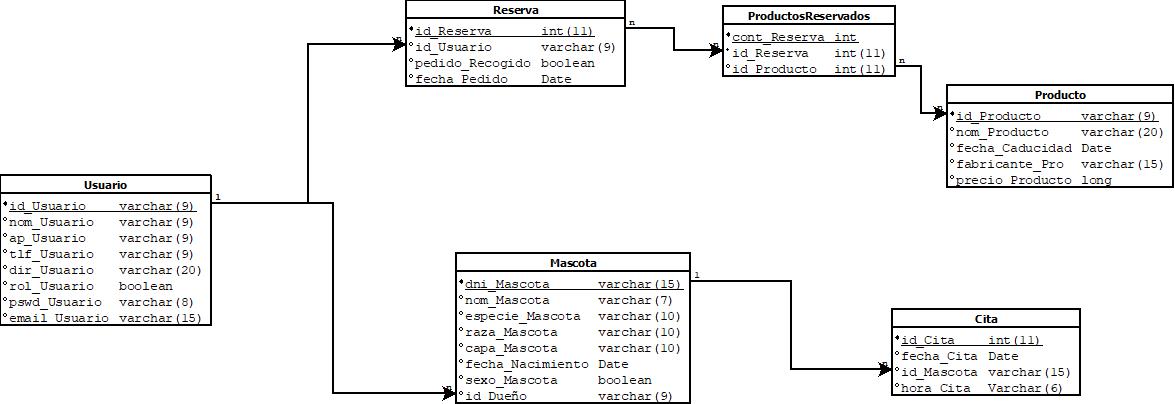 Reserva
id_Reserva int(11)
id_Usuario varchar(9)
pedido_Recogido boolean
fecha_Pedido Date
n
n
ProductosReservados
cont_Reserva int
id_Reserva int(11)
id_Producto int(11)
n
n
Producto
id_Producto varchar(9)
nom_Producto varchar(20)
fecha_Caducidad Date
fabricante_Pro varchar(15)
precio_Producto long
n
Usuario
id_Usuario varchar(9)
nom_Usuario varchar(9)
ap_Usuario varchar(9)
tlf_Usuario varchar(9)
dir_Usuario varchar(20)
rol_Usuario boolean
pswd_Usuario varchar(8)
email_Usuario varchar(15)
1
Mascota
dni_Mascota varchar(15)
nom_Mascota varchar(7)
especie_Mascota varchar(10)
raza_Mascota varchar(10)
capa_Mascota varchar(10)
fecha_Nacimiento Date
sexo_Mascota boolean
id_Dueño varchar(9)
n
1
Cita
id_Cita int(11)
fecha_Cita Date
id_Mascota varchar(15)
hora_Cita Varchar(6)
n